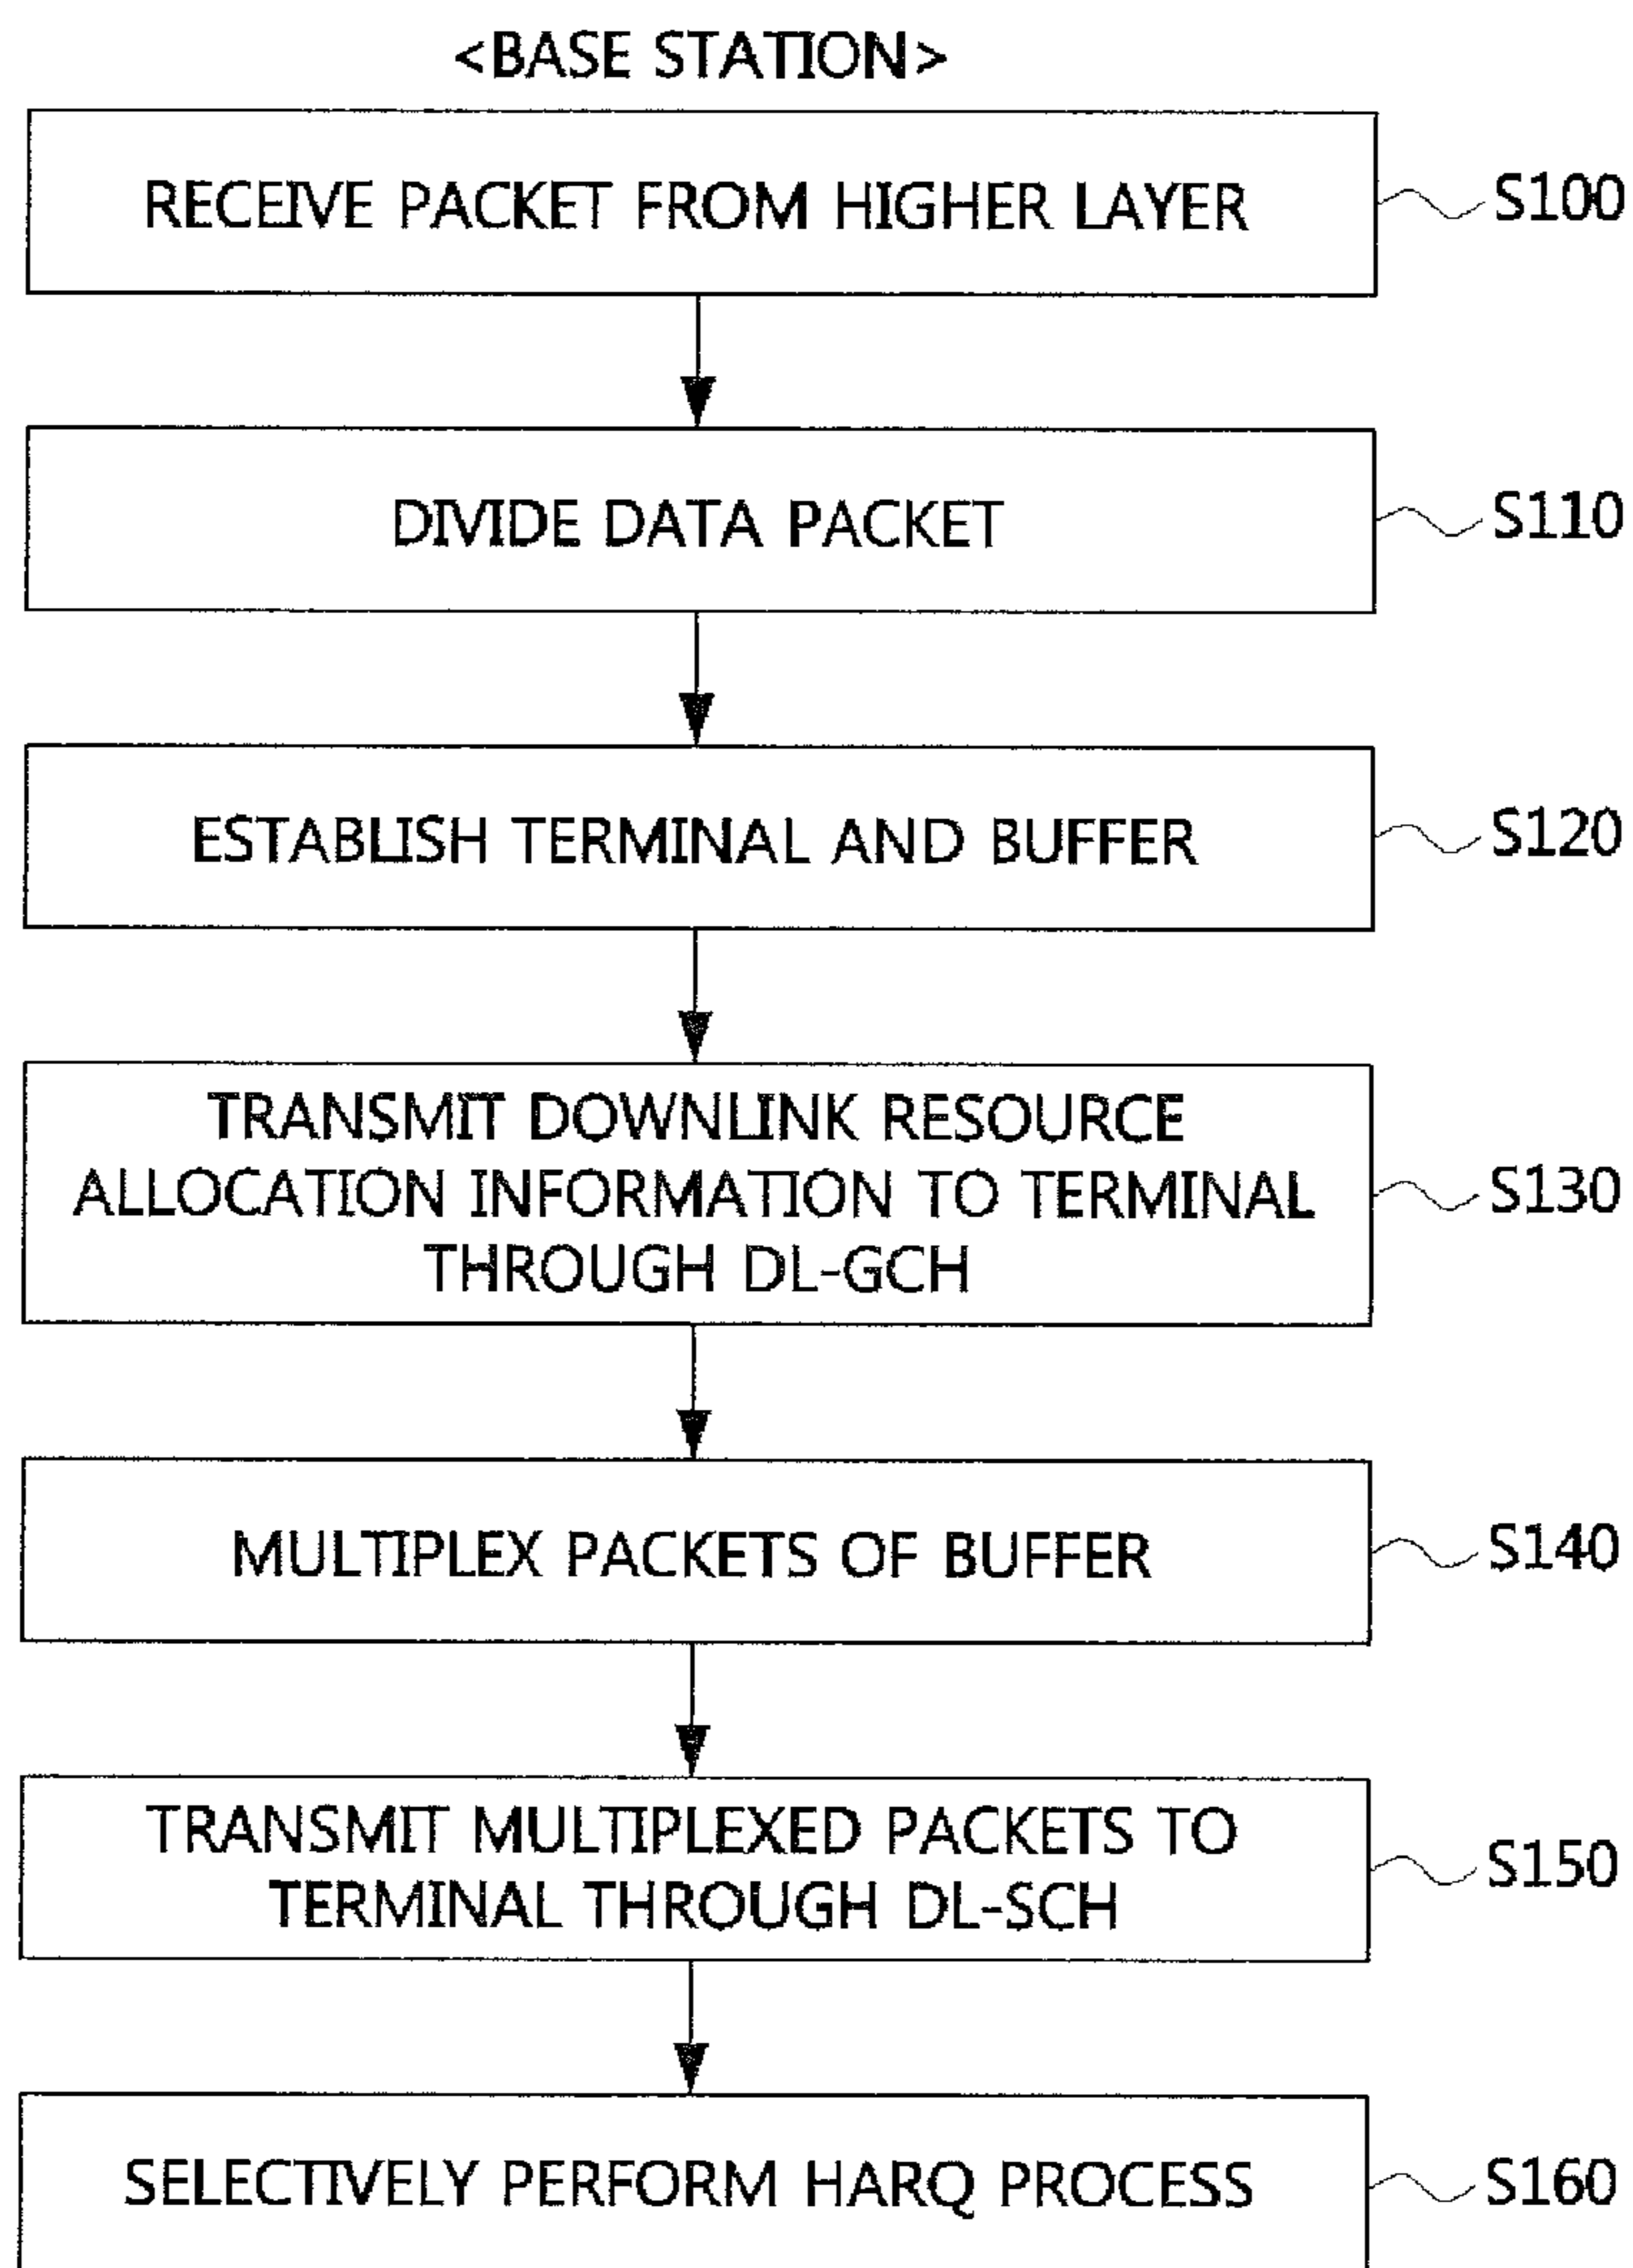 <BASE STATION>
RECEIVE PACKET FROM HIGHER LAYER
S100
DIVIDE DATA PACKET
S110
ESTABLISH TERMINAL AND BUFFER
S120
TRANSMIT DOWNLINK RESOURCE
ALLOCATION INFORMATION TO TERMINAL
THROUGH DL-GCH
S130
MULTIPLEX PACKETS OF BUFFER
S140
TRANSMIT MULTIPLEXED PACKETS TO
TERMINAL THROUGH DL-SCH
S150
SELECTIVELY PERFORM HARQ PROCESS
S160